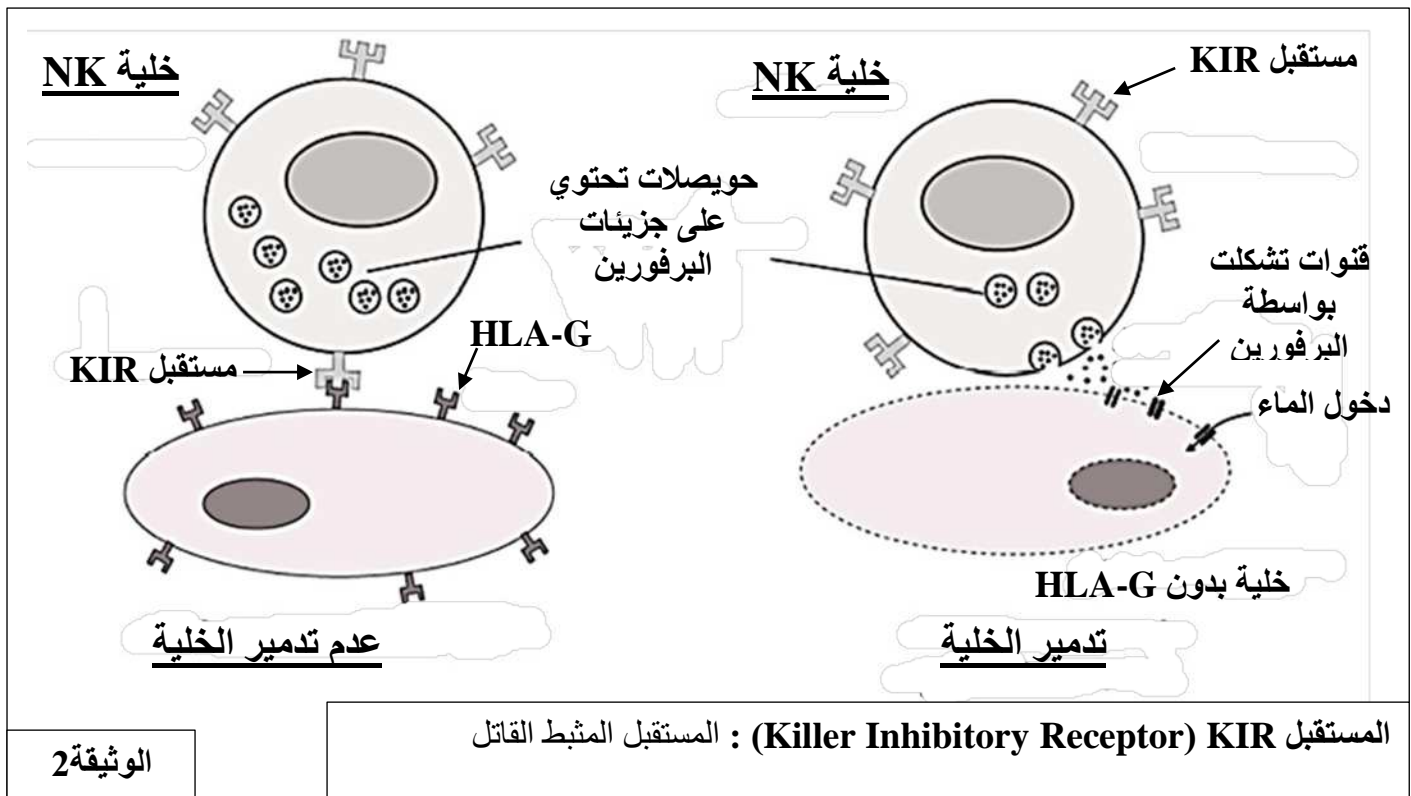 خلية NK
خلية NK
مستقبل KIR
حويصلات تحتوي
على جزيئات
البرفورين
قنوات تشكلت
بواسطة
البرفورين
HLA-G
مستقبل KIR
دخول الماء
خلية بدون HLA-G
عدم تدمير الخلية
تدمير الخلية
المستقبل KIR (Killer Inhibitory Receptor) : المستقبل المثبط القاتل
الوثيقة2